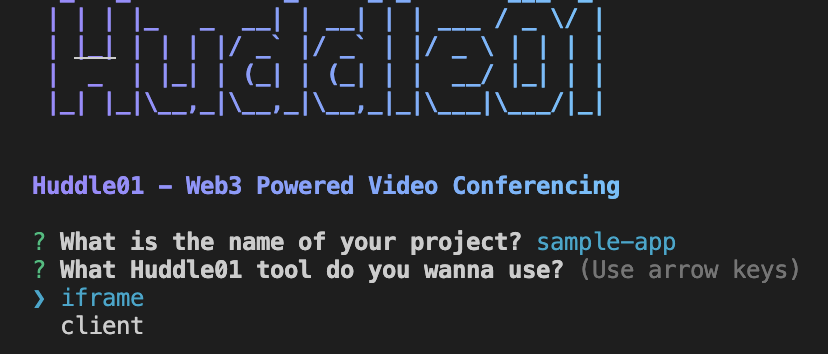 Huddle01
Huddle01 - Web3 Powered Video Conferencing
? What is the name of your project? sample-app
? What Huddle01 tool do you wanna use? (Use arrow keys)
❯ iframe
client